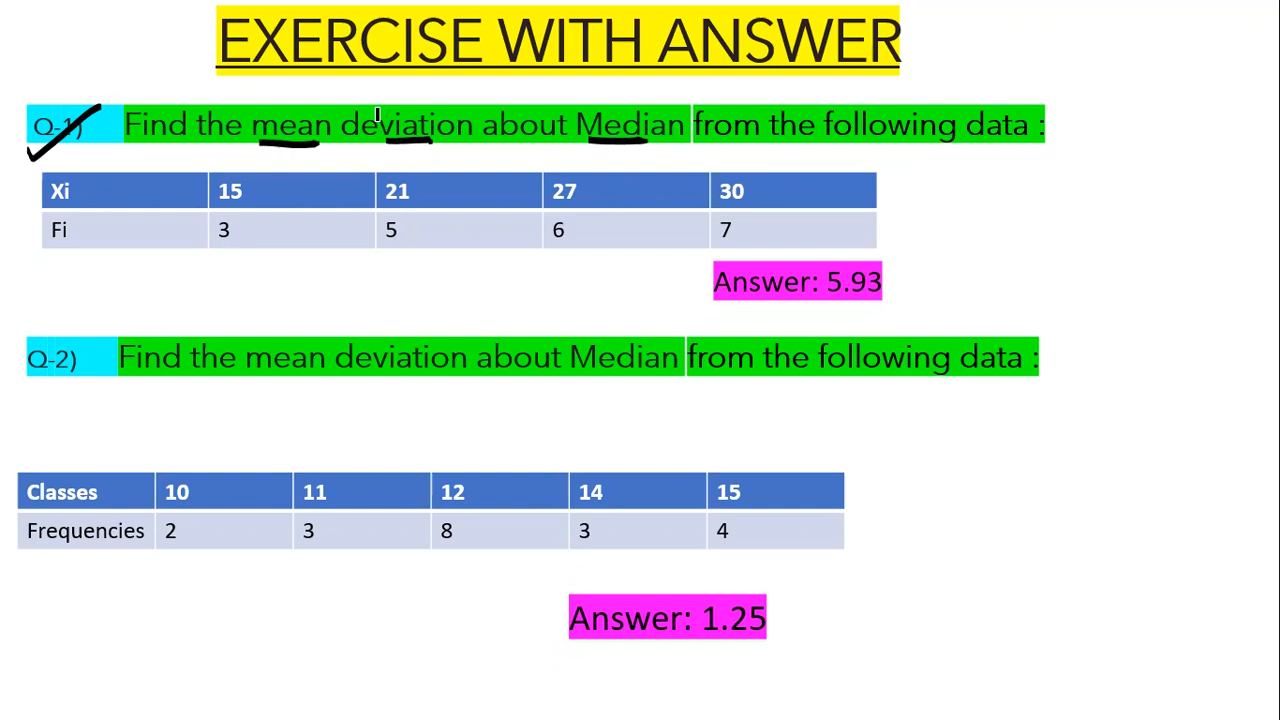 EXERCISE WITH ANSWER
Q-1) Find the mean deviation about Median from the following data :
Xi 15 21 27 30
Fi 3 5 6 7
Answer: 5.93
Q-2) Find the mean deviation about Median from the following data :
Classes 10 11 12 14 15
Frequencies 2 3 8 3 4
Answer: 1.25